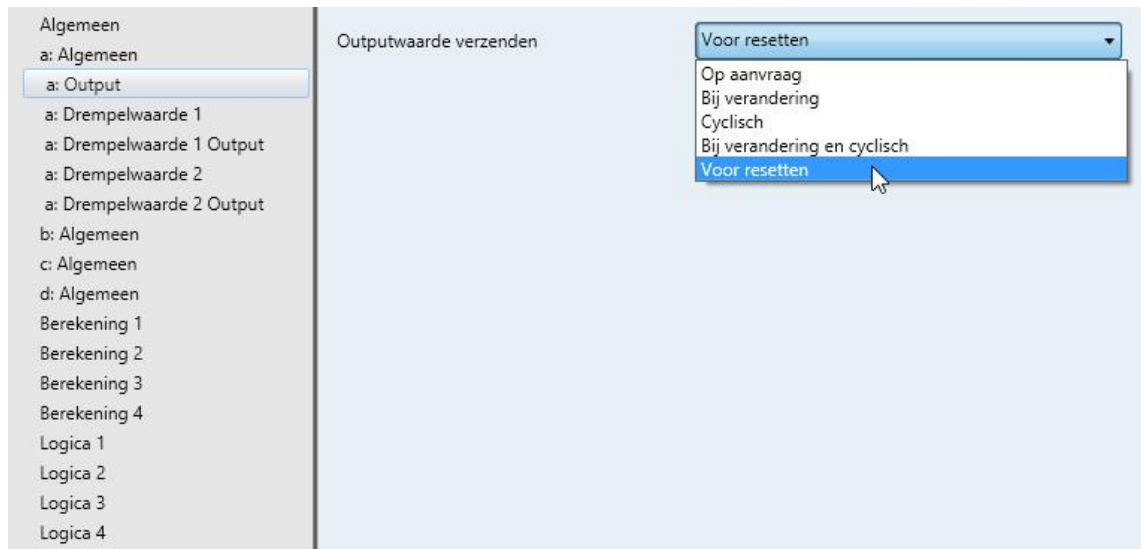 Algemeen
a: Algemeen
a: Output
a: Drempelwaarde 1
a: Drempelwaarde 1 Output
a: Drempelwaarde 2
a: Drempelwaarde 2 Output
b: Algemeen
c: Algemeen
d: Algemeen
Berekening 1
Berekening 2
Berekening 3
Berekening 4
Logica 1
Logica 2
Logica 3
Logica 4
Outputwaarde verzenden
Voor resetten
Op aanvraag
Bij verandering
Cyclisch
Bij verandering en cyclisch
Voor resetten